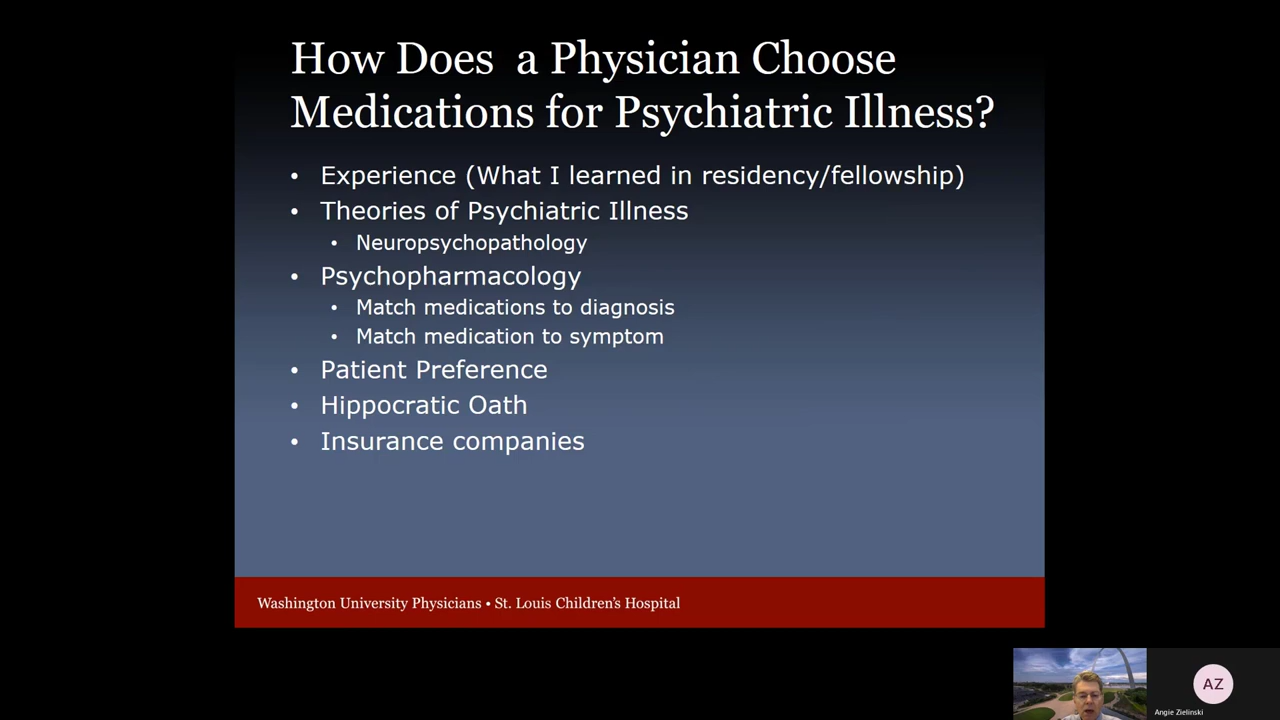 How Does  a Physician Choose
Medications for Psychiatric Illness?
• Experience (What I learned in residency/fellowship)
• Theories of Psychiatric Illness
• Neuropsychopathology
• Psychopharmacology
• Match medications to diagnosis
• Match medication to symptom
• Patient Preference
• Hippocratic Oath
• Insurance companies
Washington University Physicians • St. Louis Children's Hospital
AZ
Angie Zielinski